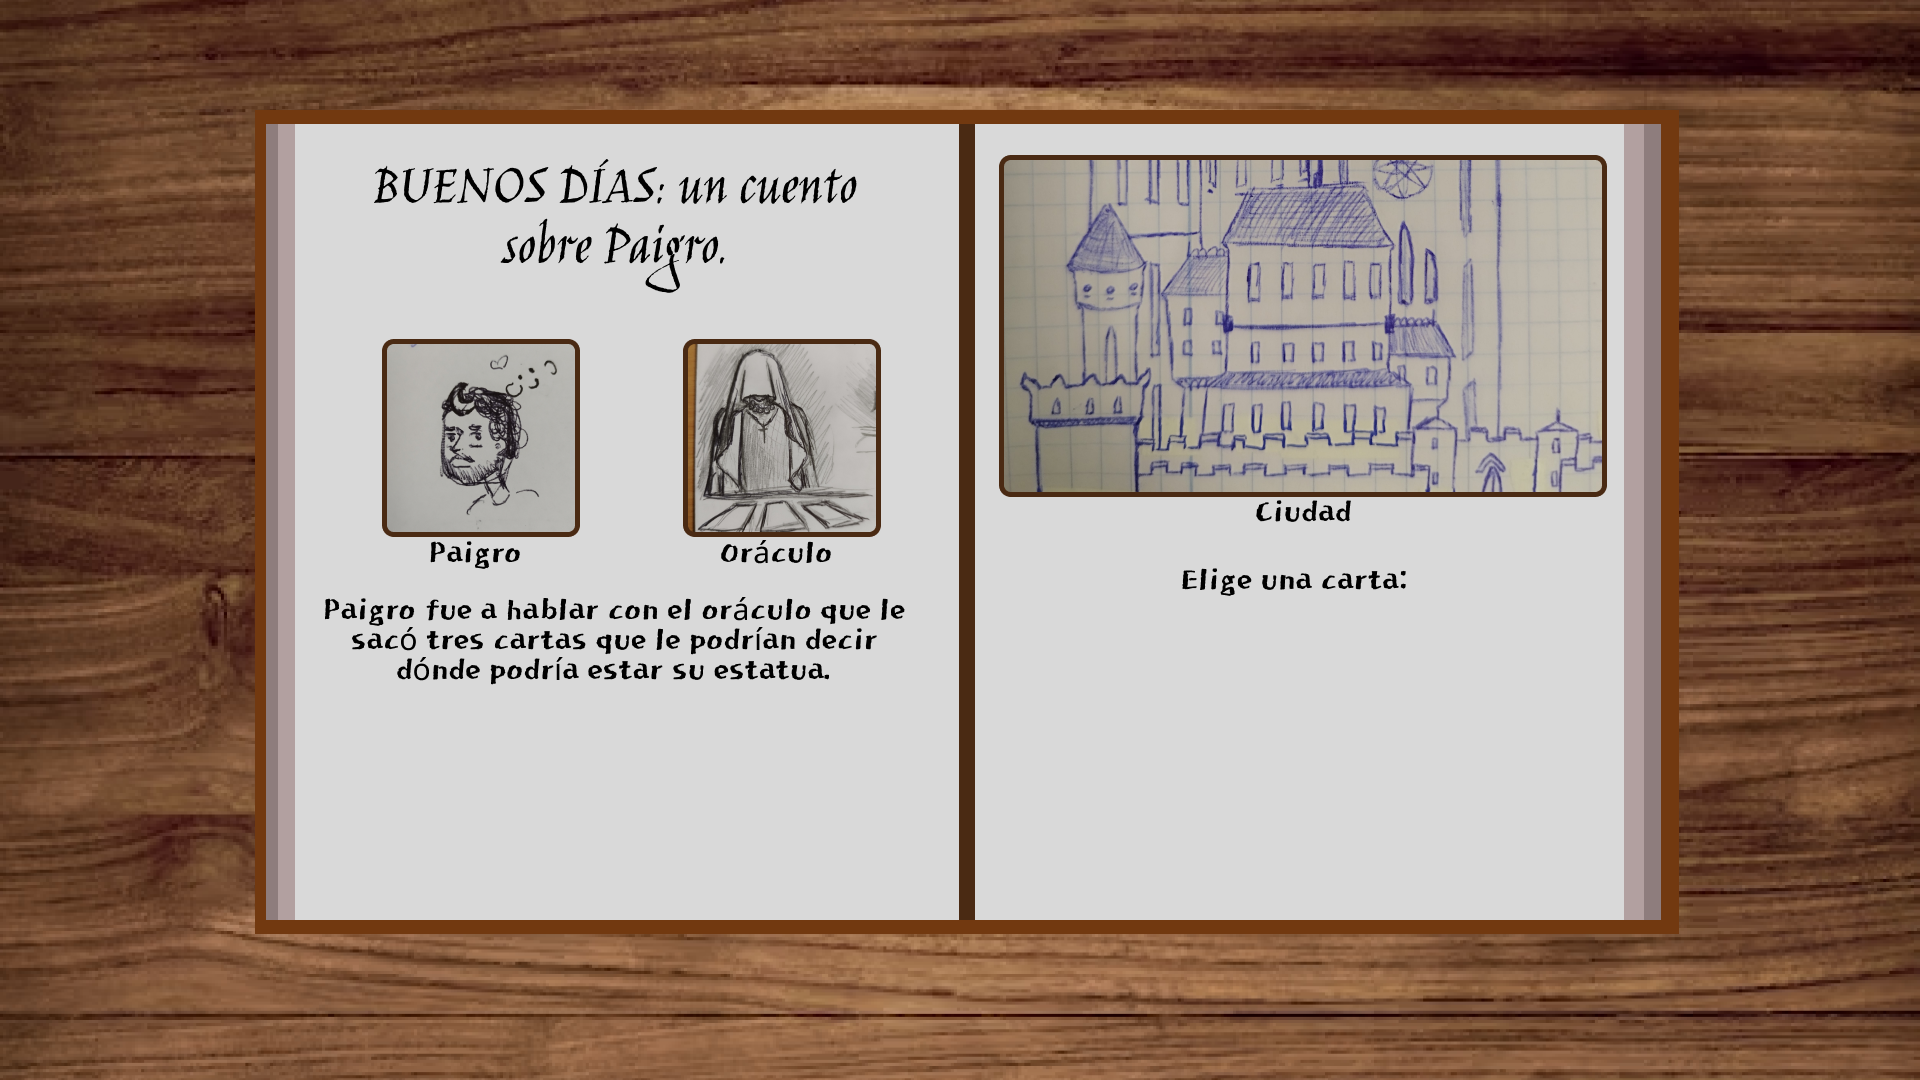 BUENOS DÍAS: un cuento
sobre Paigro.
Paigro
Oráculo
Paigro fue a hablar con el oráculo que le
sacó tres cartas que le podrían decir
dónde podría estar su estatua.
Ciudad
Elige una carta: